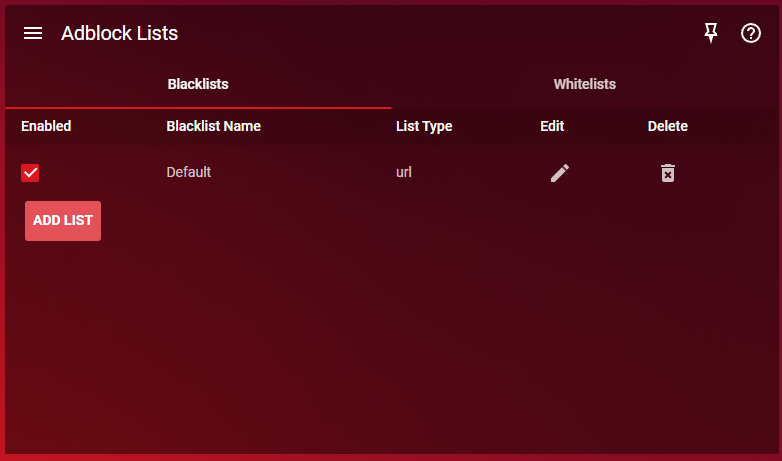 Adblock Lists
Blacklists Whitelists
Enabled Blacklist Name List Type Edit Delete
Default url
ADD LIST